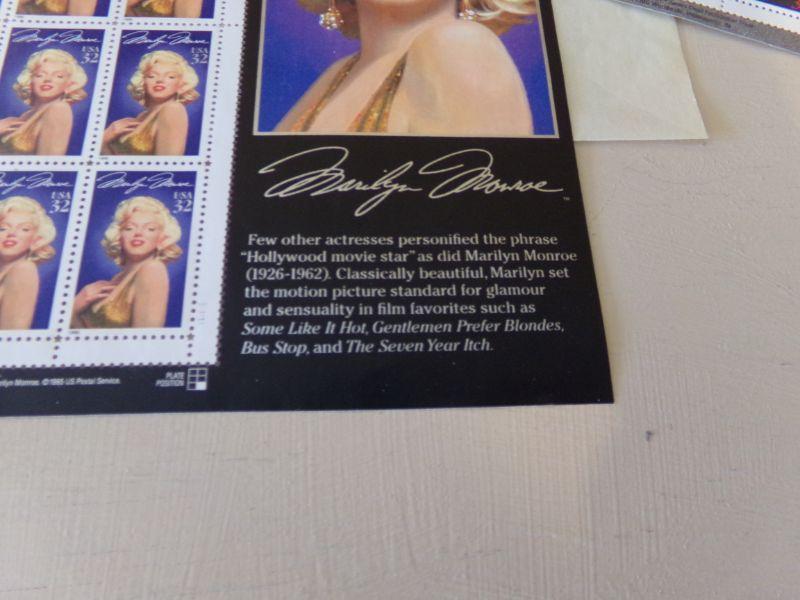 Marilyn Monroe
USA
32
Marilyn Monroe
USA
32
Marilyn Monroe
USA
32
Marilyn Monroe
USA
32
Marilyn Monroe™
Few other actresses personified the phrase
“Hollywood movie star” as did Marilyn Monroe
(1926-1962). Classically beautiful, Marilyn set
the motion picture standard for glamour
and sensuality in film favorites such as
Some Like It Hot, Gentlemen Prefer Blondes,
Bus Stop, and The Seven Year Itch.
Monroe. ©1995 US Postal Service.
PLATE
POSITION